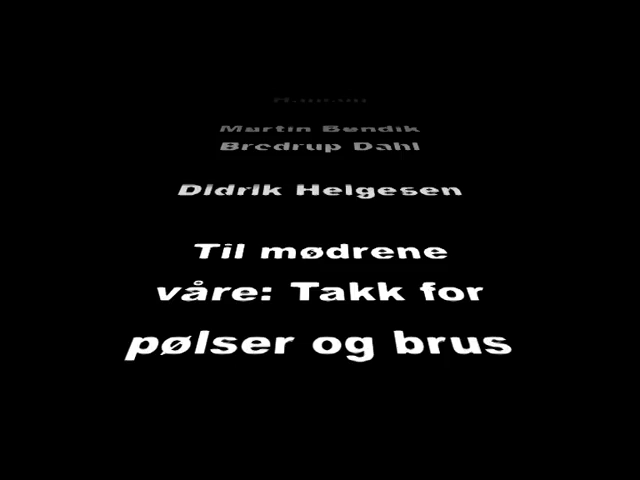 Martin Bendik
Bredrup Dahl
Didrik Helgesen
Til mødrene
våre: Takk for
pølser og brus